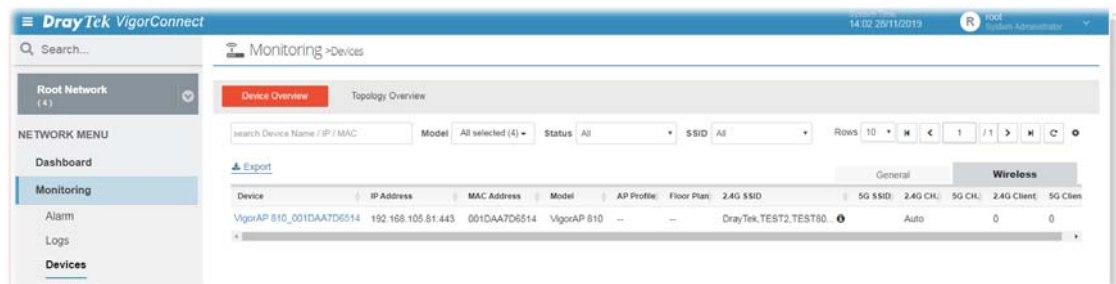 DrayTek VigorConnect
System Time
14:02 28/11/2019
R
root
System Administrator
Search...
Monitoring >Devices
Root Network
(4)
Device Overview
Topology Overview
NETWORK MENU
search Device Name / IP / MAC
Model All selected (4)
Status All
SSID All
Rows 10
1 / 1
Dashboard
Export
General
Wireless
Monitoring
Device IP Address MAC Address Model AP Profile Floor Plan 2.4G SSID 5G SSID 2.4G CH. 5G CH. 2.4G Client 5G Clien
Alarm
VigorAP 810_001DAA7D6514 192.168.105.81:443 001DAA7D6514 VigorAP 810 -- -- DrayTek,TEST2,TEST80... Auto 0 0
Logs
Devices